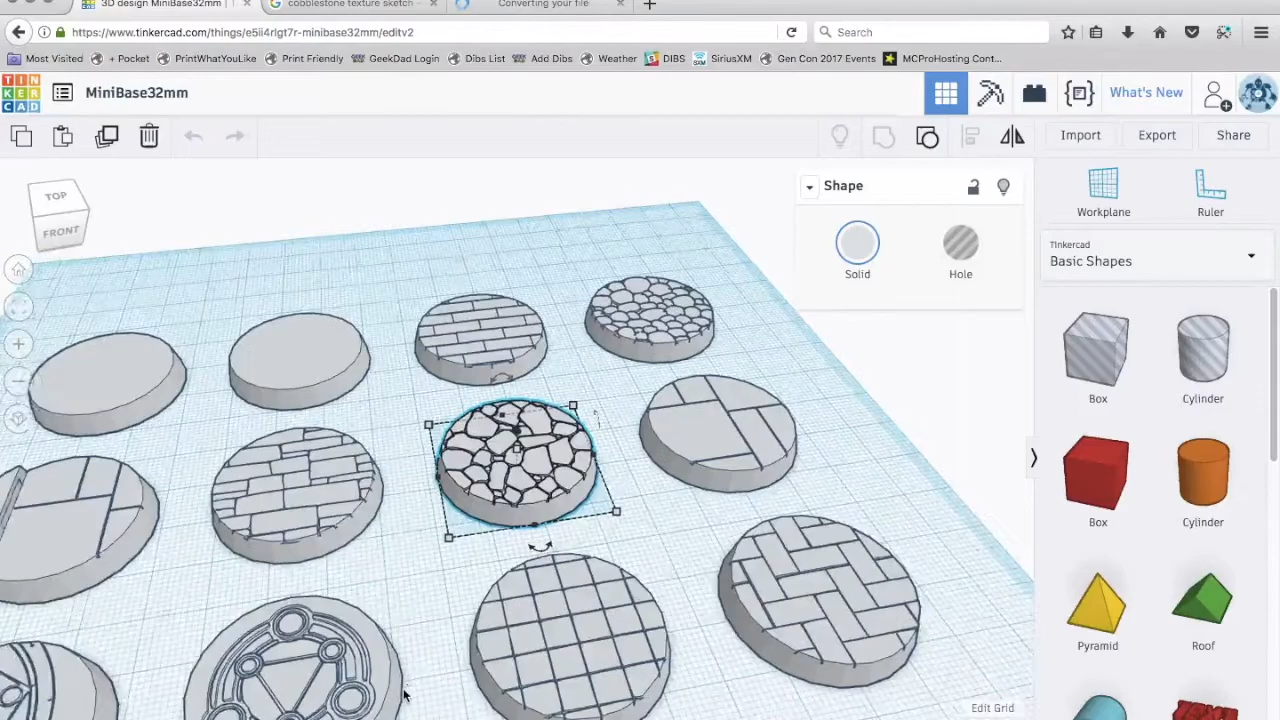 3D design MiniBase32mm
cobblestone texture sketch
Converting your file
https://www.tinkercad.com/things/e5ii4rlgt7r-minibase32mm/editv2
Search
Most Visited
+ Pocket
PrintWhatYouLike
Print Friendly
GeekDad Login
Dibs List
Add Dibs
Weather
DIBS
SiriusXM
Gen Con 2017 Events
MCProHosting Cont...
TIN
KER
CAD
MiniBase32mm
What's New
Import
Export
Share
TOP
FRONT
Shape
Solid
Hole
Workplane
Ruler
Tinkercad
Basic Shapes
Box
Cylinder
Box
Cylinder
Pyramid
Roof
Edit Grid